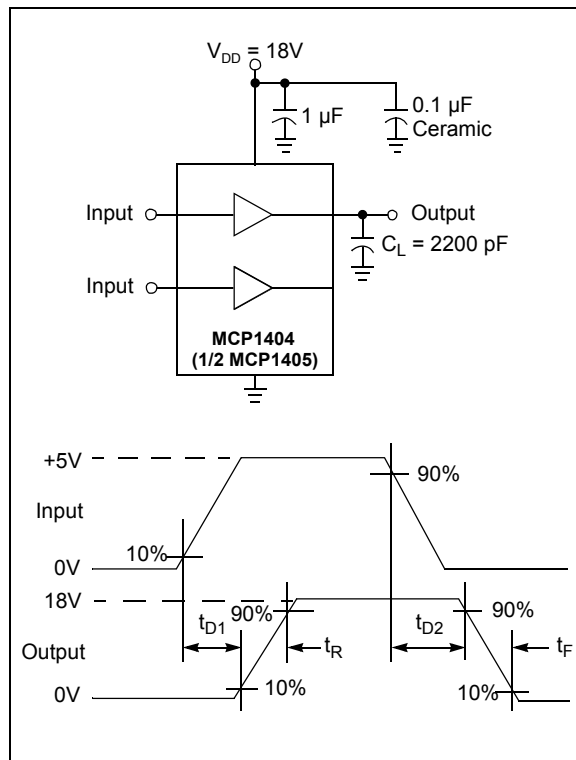 V_DD = 18V
1 µF
0.1 µF
Ceramic
Input
Output
C_L = 2200 pF
Input
MCP1404
(1/2 MCP1405)
+5V
90%
Input
10%
0V
18V
90%
t_D1
t_R
t_D2
90%
t_F
Output
10%
10%
0V